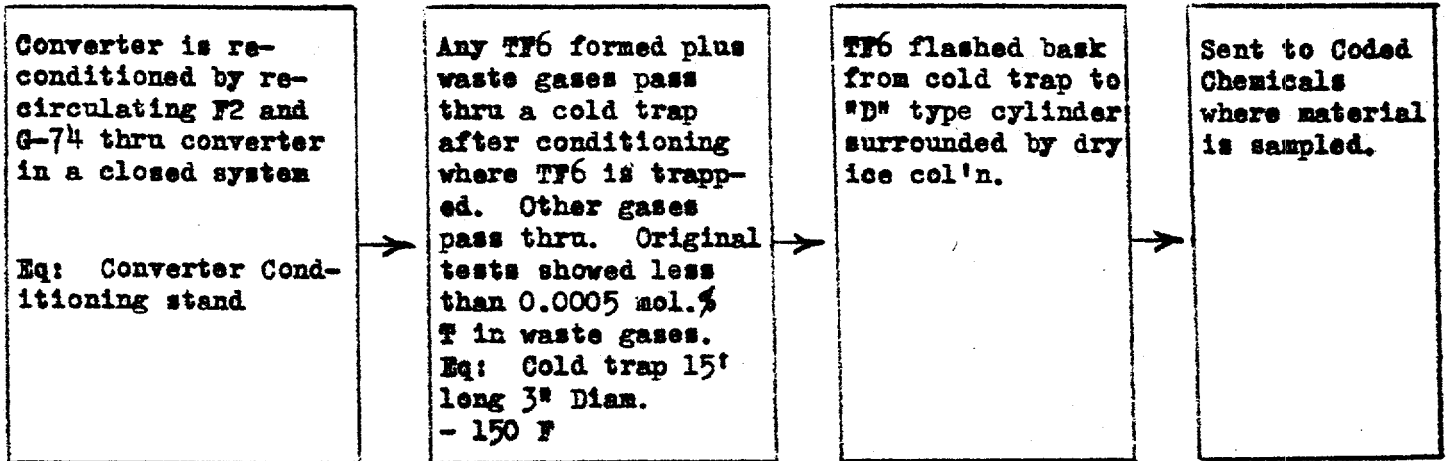 Converter is re-
conditioned by re-
circulating F2 and
G-74 thru converter
in a closed system
Eq: Converter Cond-
itioning stand
Any TF6 formed plus
waste gases pass
thru a cold trap
after conditioning
where TF6 is trapp-
ed. Other gases
pass thru. Original
tests showed less
than 0.0005 mol.%
T in waste gases.
Eq: Cold trap 15'
long 3" Diam.
- 150 F
TF6 flashed bask
from cold trap to
"D" type cylinder
surrounded by dry
ice col'n.
Sent to Coded
Chemicals
where material
is sampled.